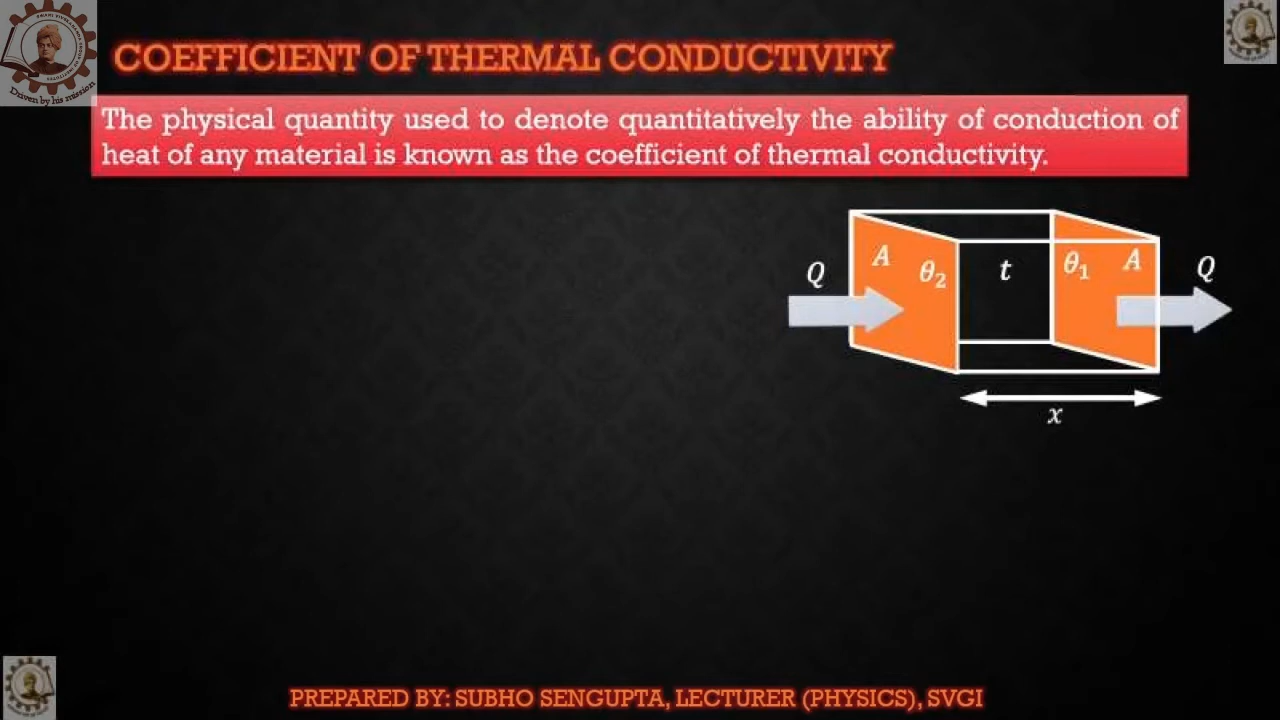 COEFFICIENT OF THERMAL CONDUCTIVITY
The physical quantity used to denote quantitatively the ability of conduction of
heat of any material is known as the coefficient of thermal conductivity.
Q A θ₂ t θ₁ A Q
x
Driven by his mission
PREPARED BY: SUBHO SENGUPTA, LECTURER (PHYSICS), SVGI